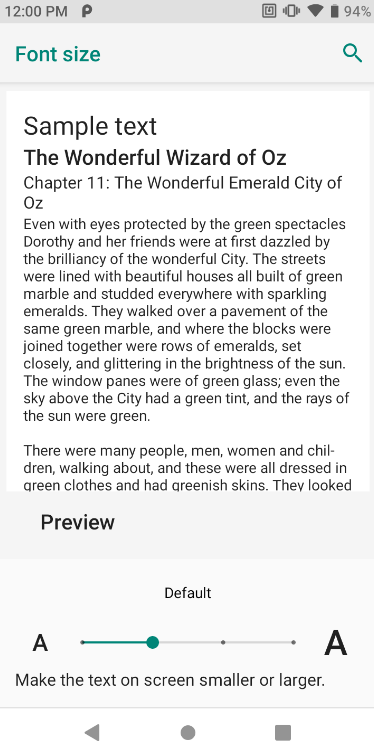 12:00 PM
94%
Font size
Sample text
The Wonderful Wizard of Oz
Chapter 11: The Wonderful Emerald City of
Oz
Even with eyes protected by the green spectacles
Dorothy and her friends were at first dazzled by
the brilliancy of the wonderful City. The streets
were lined with beautiful houses all built of green
marble and studded everywhere with sparkling
emeralds. They walked over a pavement of the
same green marble, and where the blocks were
joined together were rows of emeralds, set
closely, and glittering in the brightness of the sun.
The window panes were of green glass; even the
sky above the City had a green tint, and the rays of
the sun were green.
There were many people, men, women and chil-
dren, walking about, and these were all dressed in
green clothes and had greenish skins. They looked
Preview
Default
A
A
Make the text on screen smaller or larger.